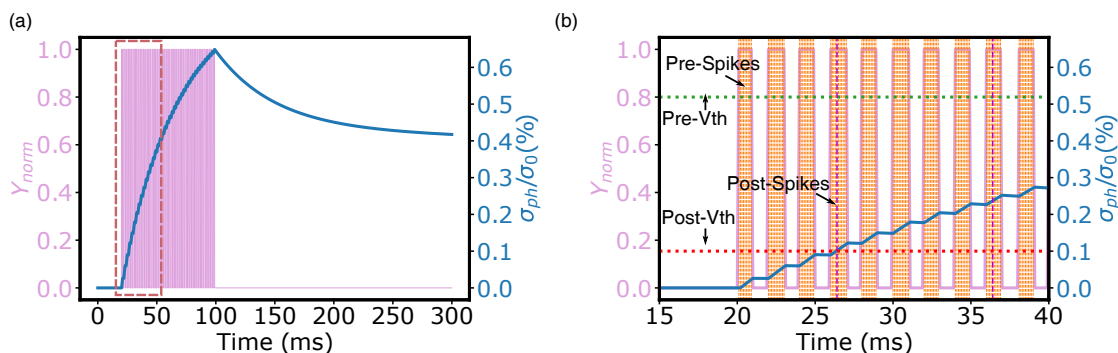 (a)
1.0
0.8
0.6
0.4
0.2
0.0
Y_norm
0.6
0.5
0.4
0.3
0.2
0.1
0.0
σ_ph/σ_0(%)
0 50 100 150 200 250 300
Time (ms)
(b)
1.0
0.8
0.6
0.4
0.2
0.0
Y_norm
Pre-Spikes
Pre-Vth
Post-Spikes
Post-Vth
0.6
0.5
0.4
0.3
0.2
0.1
0.0
σ_ph/σ_0(%)
15 20 25 30 35 40
Time (ms)